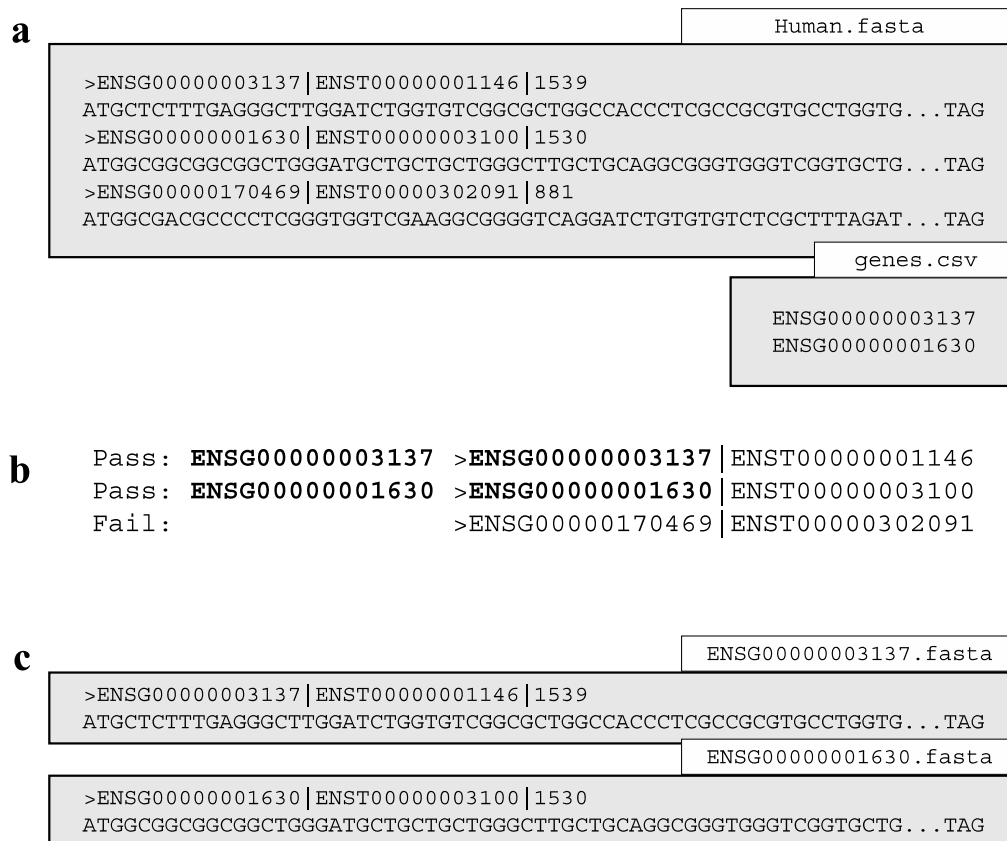 a
Human.fasta
>ENSG00000003137|ENST00000001146|1539
ATGCTCTTTGAGGGCTTGGATCTGGTGTCGGCGCTGGCCACCCTCGCCGCGTGCCTGGTG...TAG
>ENSG00000001630|ENST00000003100|1530
ATGGCGGCGGCGGCTGGGATGCTGCTGCTGGGCTTGCTGCAGGCGGGTGGGTCGGTGCTG...TAG
>ENSG00000170469|ENST00000302091|881
ATGGCGACGCCCCTCGGGTGGTCGAAGGCGGGGTCAGGATCTGTGTGTCTCGCTTTAGAT...TAG
genes.csv
ENSG00000003137
ENSG00000001630
b
Pass: ENSG00000003137 >ENSG00000003137|ENST00000001146
Pass: ENSG00000001630 >ENSG00000001630|ENST00000003100
Fail: >ENSG00000170469|ENST00000302091
c
ENSG00000003137.fasta
>ENSG00000003137|ENST00000001146|1539
ATGCTCTTTGAGGGCTTGGATCTGGTGTCGGCGCTGGCCACCCTCGCCGCGTGCCTGGTG...TAG
ENSG00000001630.fasta
>ENSG00000001630|ENST00000003100|1530
ATGGCGGCGGCGGCTGGGATGCTGCTGCTGGGCTTGCTGCAGGCGGGTGGGTCGGTGCTG...TAG